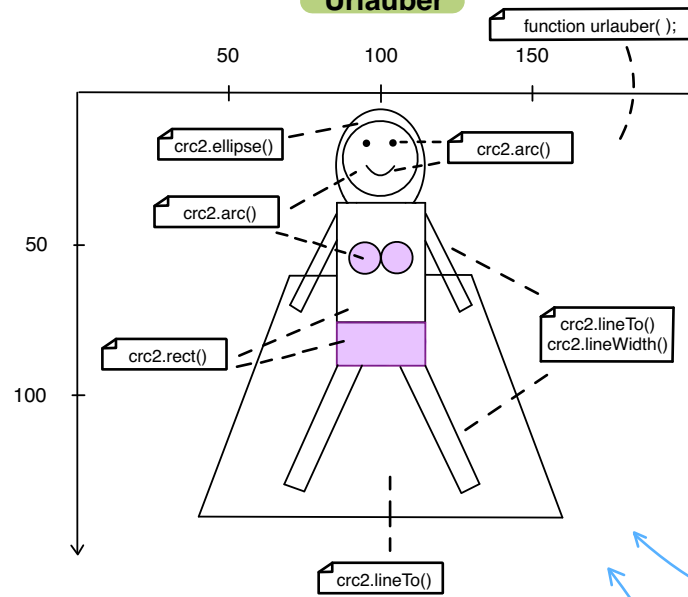 Urlauber
function urlauber( );
50
100
150
crc2.ellipse()
crc2.arc()
crc2.arc()
50
crc2.lineTo()
crc2.lineWidth()
crc2.rect()
100
crc2.lineTo()